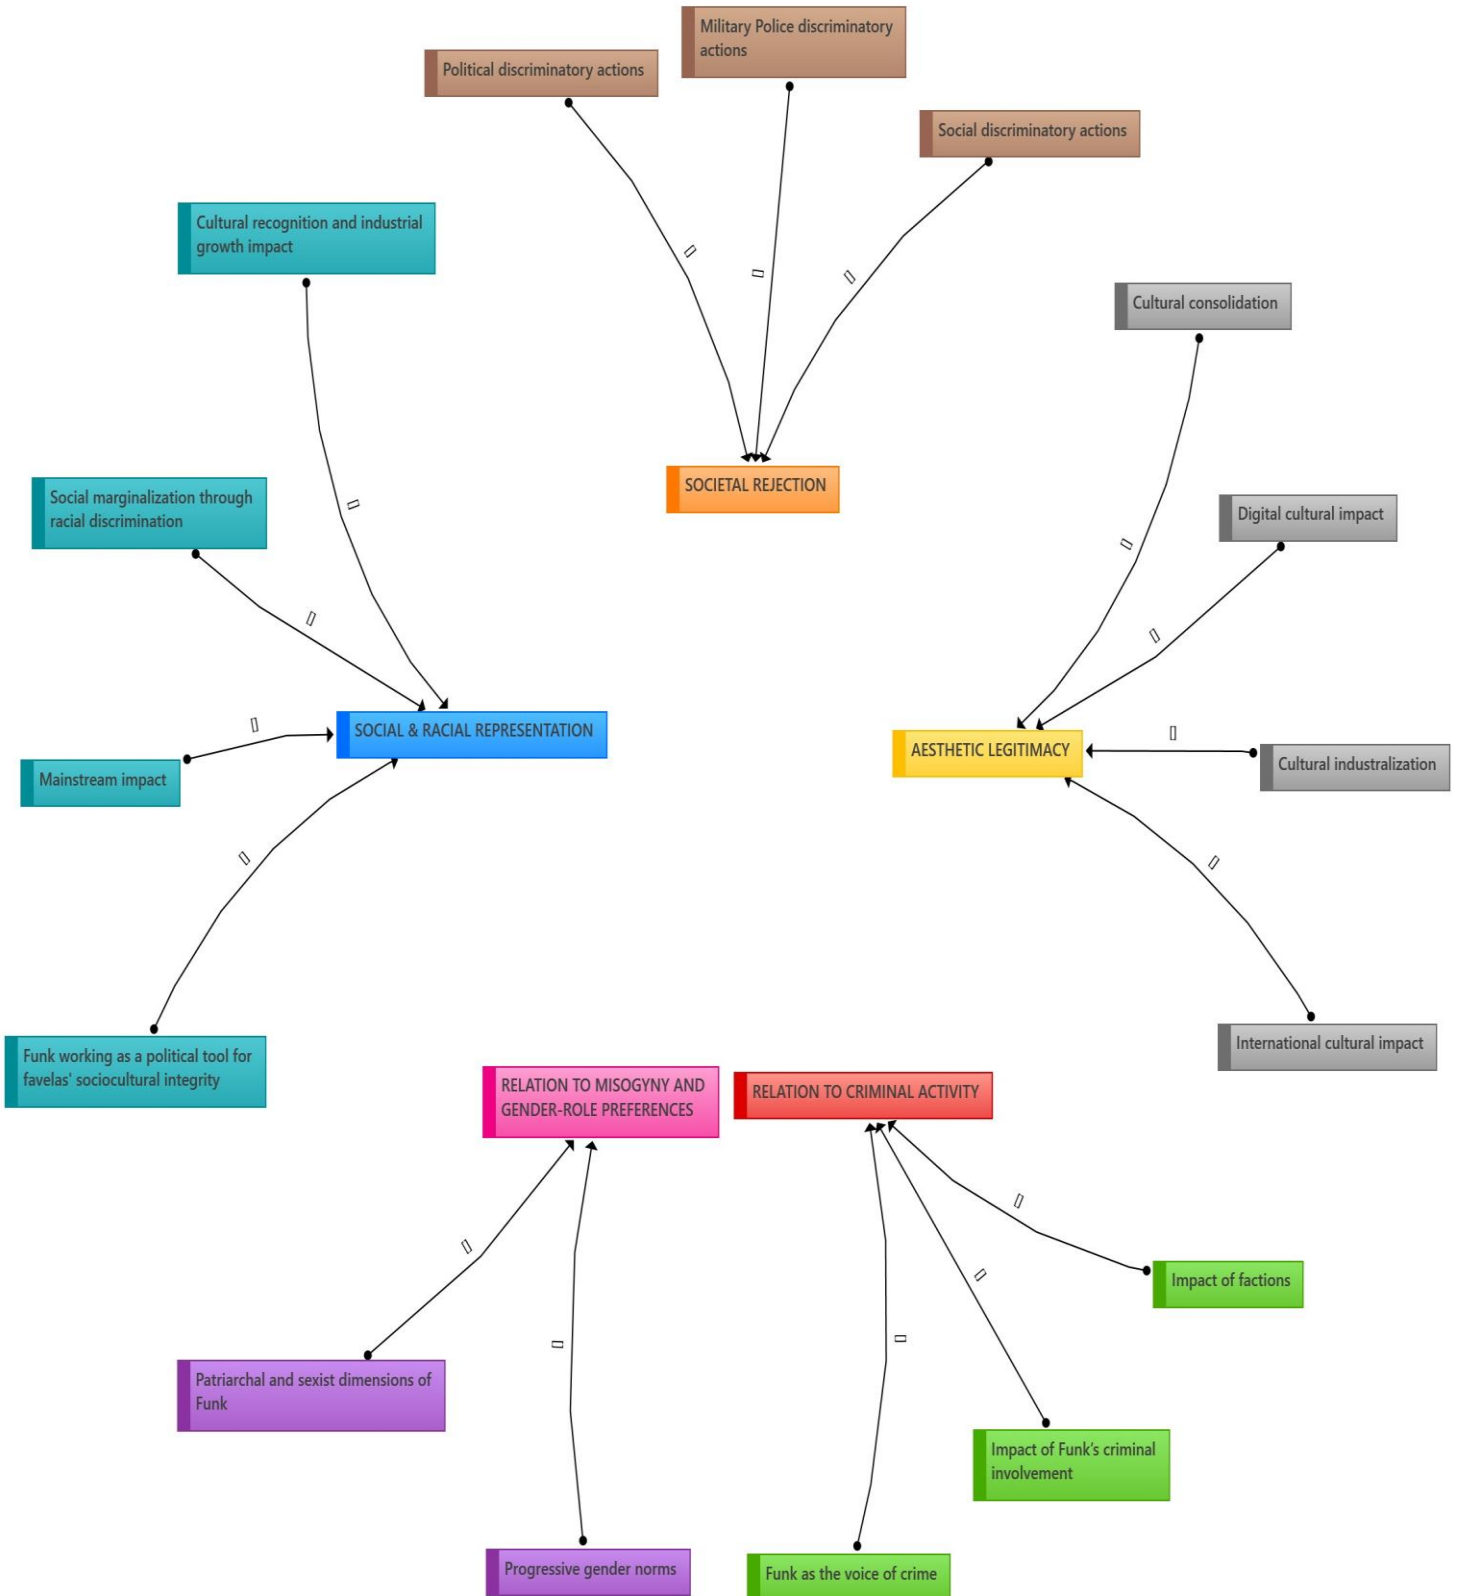 Military Police discriminatory
actions
Political discriminatory actions
Social discriminatory actions
Cultural recognition and industrial
growth impact
Cultural consolidation
SOCIETAL REJECTION
Social marginalization through
racial discrimination
Digital cultural impact
SOCIAL & RACIAL REPRESENTATION
AESTHETIC LEGITIMACY
Mainstream impact
Cultural industralization
Funk working as a political tool for
favelas' sociocultural integrity
International cultural impact
RELATION TO MISOGYNY AND
GENDER-ROLE PREFERENCES
RELATION TO CRIMINAL ACTIVITY
Impact of factions
Patriarchal and sexist dimensions of
Funk
Impact of Funk’s criminal
involvement
Progressive gender norms
Funk as the voice of crime